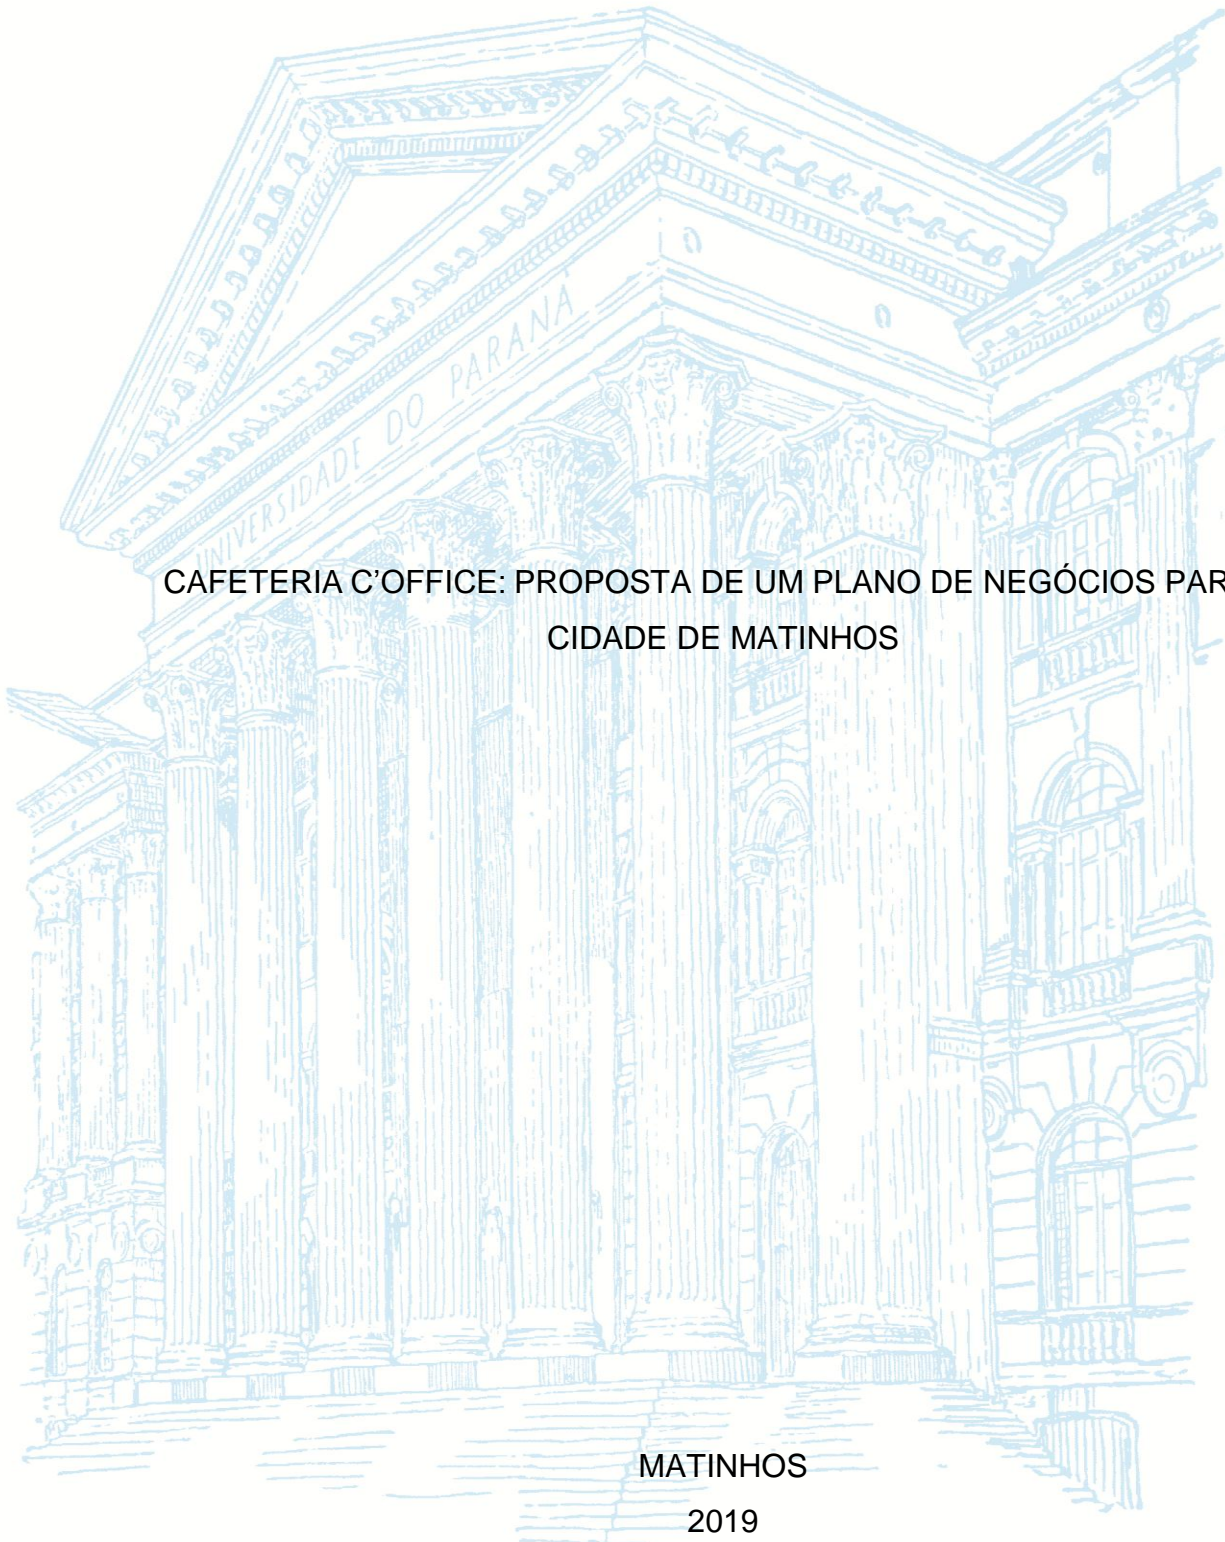 UNIVERSIDADE DO PARANÁ
CAFETERIA C’OFFICE: PROPOSTA DE UM PLANO DE NEGÓCIOS PAR
CIDADE DE MATINHOS
MATINHOS
2019